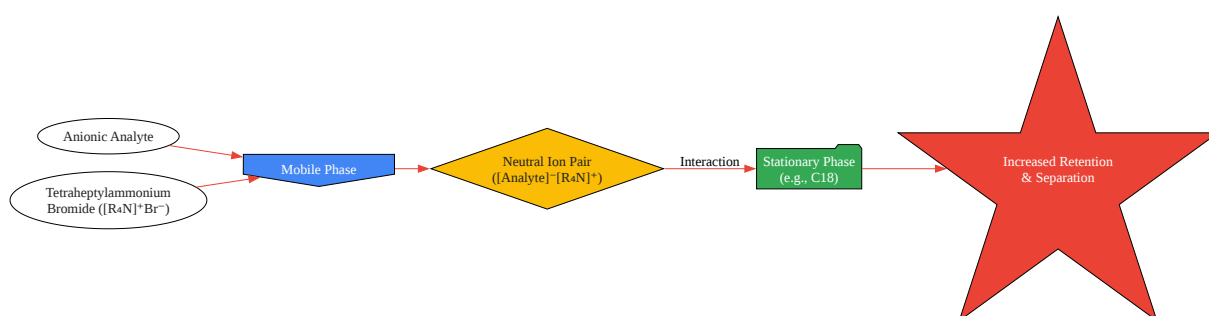 Anionic Analyte
Tetraheptylammonium
Bromide ([R₄N]⁺Br⁻)
Mobile Phase
Neutral Ion Pair
([Analyte]⁻[R₄N]⁺)
Interaction
Stationary Phase
(e.g., C18)
Increased Retention
& Separation